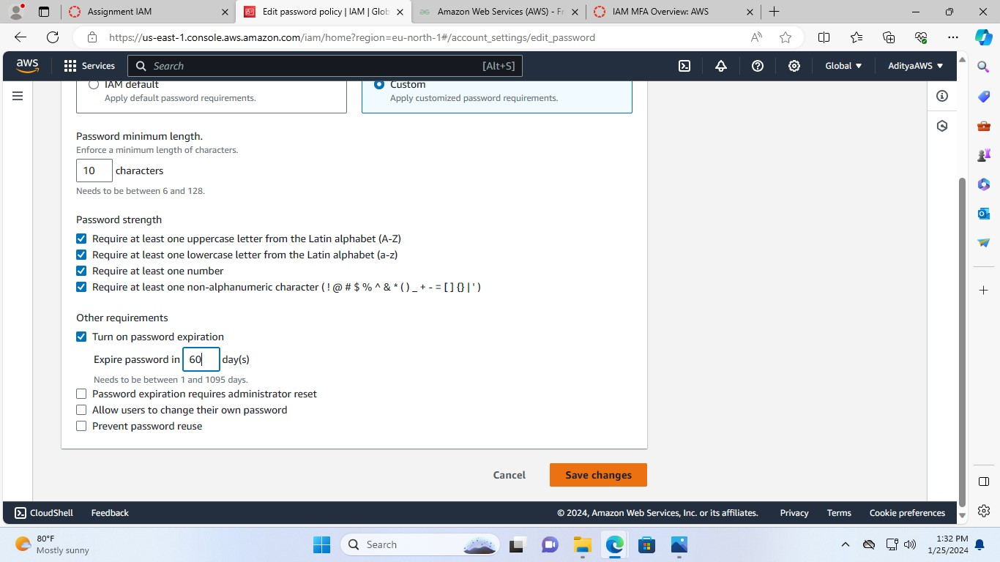 Assignment IAM
Edit password policy | IAM | Glob
Amazon Web Services (AWS) - Fr
IAM MFA Overview: AWS
https://us-east-1.console.aws.amazon.com/iam/home?region=eu-north-1#/account_settings/edit_password
aws
Services
Search
[Alt+S]
Global
AdityaAWS
IAM default
Apply default password requirements.
Custom
Apply customized password requirements.
Password minimum length.
Enforce a minimum length of characters.
10 characters
Needs to be between 6 and 128.
Password strength
Require at least one uppercase letter from the Latin alphabet (A-Z)
Require at least one lowercase letter from the Latin alphabet (a-z)
Require at least one number
Require at least one non-alphanumeric character ( ! @ # $ % ^ & * ( ) _ + - = [ ] {} | ' )
Other requirements
Turn on password expiration
Expire password in 60 day(s)
Needs to be between 1 and 1095 days.
Password expiration requires administrator reset
Allow users to change their own password
Prevent password reuse
Cancel
Save changes
CloudShell
Feedback
© 2024, Amazon Web Services, Inc. or its affiliates.
Privacy
Terms
Cookie preferences
80°F
Mostly sunny
Search
1:32 PM
1/25/2024